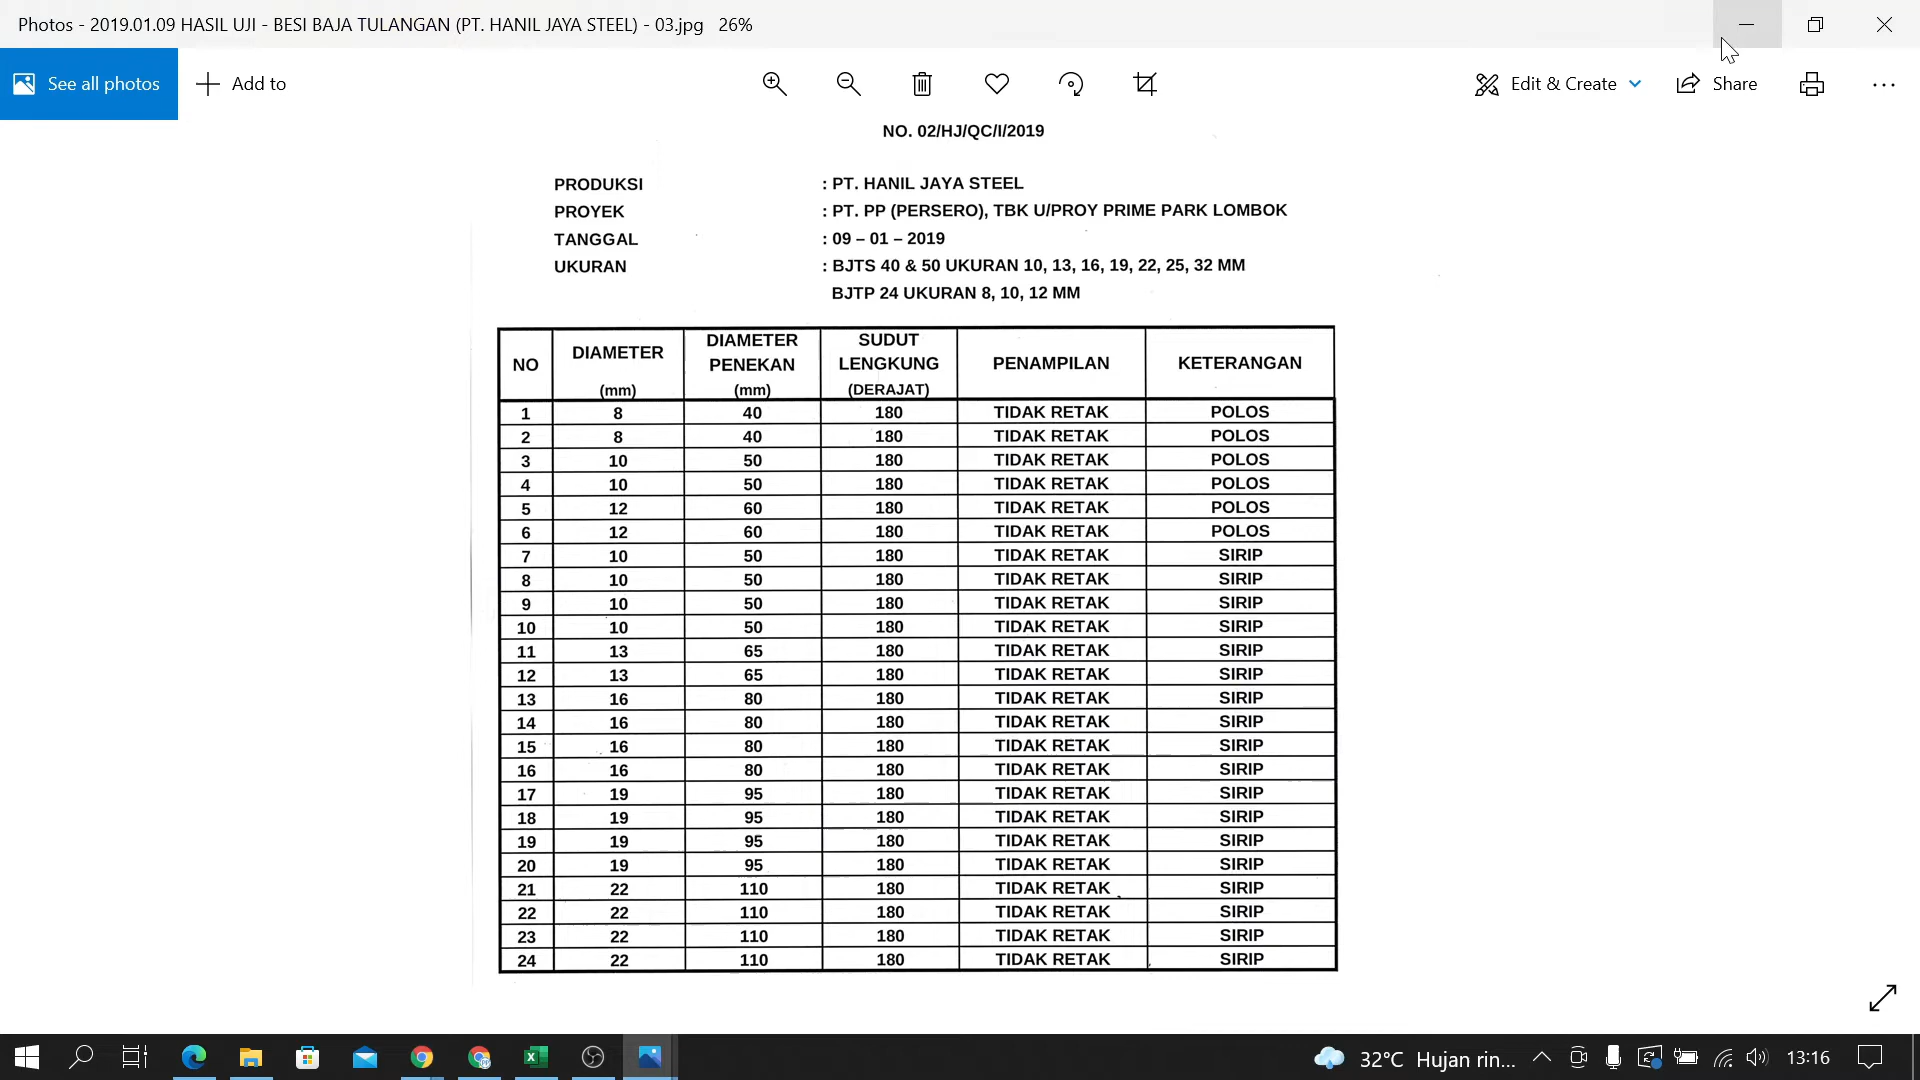 Photos - 2019.01.09 HASIL UJI - BESI BAJA TULANGAN (PT. HANIL JAYA STEEL) - 03.jpg 26%
See all photos Add to Edit & Create Share
NO. 02/HJ/QC/I/2019
PRODUKSI : PT. HANIL JAYA STEEL
PROYEK : PT. PP (PERSERO), TBK U/PROY PRIME PARK LOMBOK
TANGGAL : 09 – 01 – 2019
UKURAN : BJTS 40 & 50 UKURAN 10, 13, 16, 19, 22, 25, 32 MM
BJTP 24 UKURAN 8, 10, 12 MM
NO DIAMETER (mm) DIAMETER PENEKAN (mm) SUDUT LENGKUNG (DERAJAT) PENAMPILAN KETERANGAN
1 8 40 180 TIDAK RETAK POLOS
2 8 40 180 TIDAK RETAK POLOS
3 10 50 180 TIDAK RETAK POLOS
4 10 50 180 TIDAK RETAK POLOS
5 12 60 180 TIDAK RETAK POLOS
6 12 60 180 TIDAK RETAK POLOS
7 10 50 180 TIDAK RETAK SIRIP
8 10 50 180 TIDAK RETAK SIRIP
9 10 50 180 TIDAK RETAK SIRIP
10 10 50 180 TIDAK RETAK SIRIP
11 13 65 180 TIDAK RETAK SIRIP
12 13 65 180 TIDAK RETAK SIRIP
13 16 80 180 TIDAK RETAK SIRIP
14 16 80 180 TIDAK RETAK SIRIP
15 16 80 180 TIDAK RETAK SIRIP
16 16 80 180 TIDAK RETAK SIRIP
17 19 95 180 TIDAK RETAK SIRIP
18 19 95 180 TIDAK RETAK SIRIP
19 19 95 180 TIDAK RETAK SIRIP
20 19 95 180 TIDAK RETAK SIRIP
21 22 110 180 TIDAK RETAK SIRIP
22 22 110 180 TIDAK RETAK SIRIP
23 22 110 180 TIDAK RETAK SIRIP
24 22 110 180 TIDAK RETAK SIRIP
32°C Hujan rin... 13:16